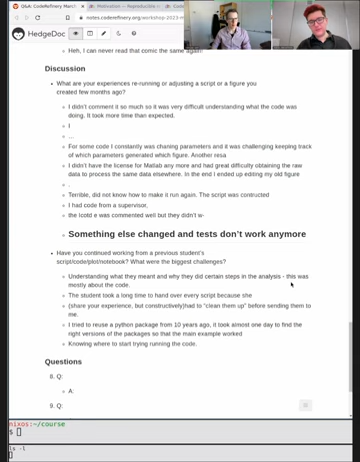 Q&A: CodeRefinery March
Motivation — Reproducible r
notes.coderefinery.org/workshop-2023-m
HedgeDoc
Heh, I can never read that comic the same again!
Discussion
What are your experiences re-running or adjusting a script or a figure you
created few months ago?
I didn't comment it so much so it was very difficult understanding what the code was
doing. It took more time than expected.
I
...
For some code I constantly was chaning parameters and it was challenging keeping track
of which parameters generated which figure. Another resa
I didn't have the license for Matlab any more and had great difficulty obtaining the raw
data to process the same data elsewhere. In the end I ended up editing my old figure
.
Terrible, did not know how to make it run again. The script was contructed
I had code from a supervisor,
the lcotd e was commented well but they didn't w-
Something else changed and tests don't work anymore
Have you continued working from a previous student's
script/code/plot/notebook? What were the biggest challenges?
Understanding what they meant and why they did certain steps in the analysis - this was
mostly about the code.
The student took a long time to hand over every script because she
(share your experience, but constructively)had to "clean them up" before sending them to
me.
I tried to reuse a python package from 10 years ago, it took almost one day to find the
right versions of the packages so that the main example worked
Knowing where to start trying running the code.
Questions
8. Q:
A:
9. Q:
nixos:~/course
$
ls -l